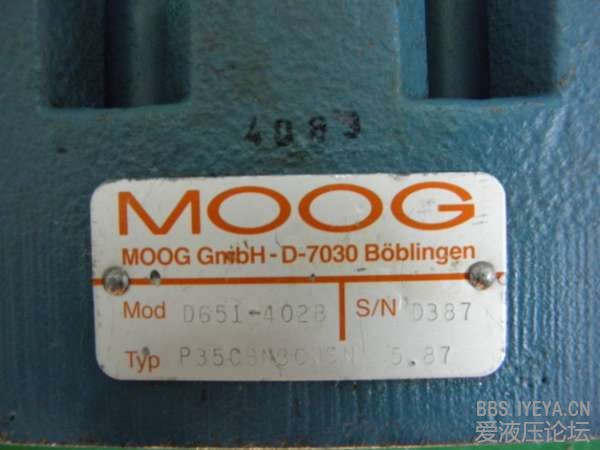 4083
MOOG
MOOG GmbH - D-7030 Böblingen
Mod D651-402B S/N D387
Typ 5.87
BBS.IYEYA.CN
爱液压论坛